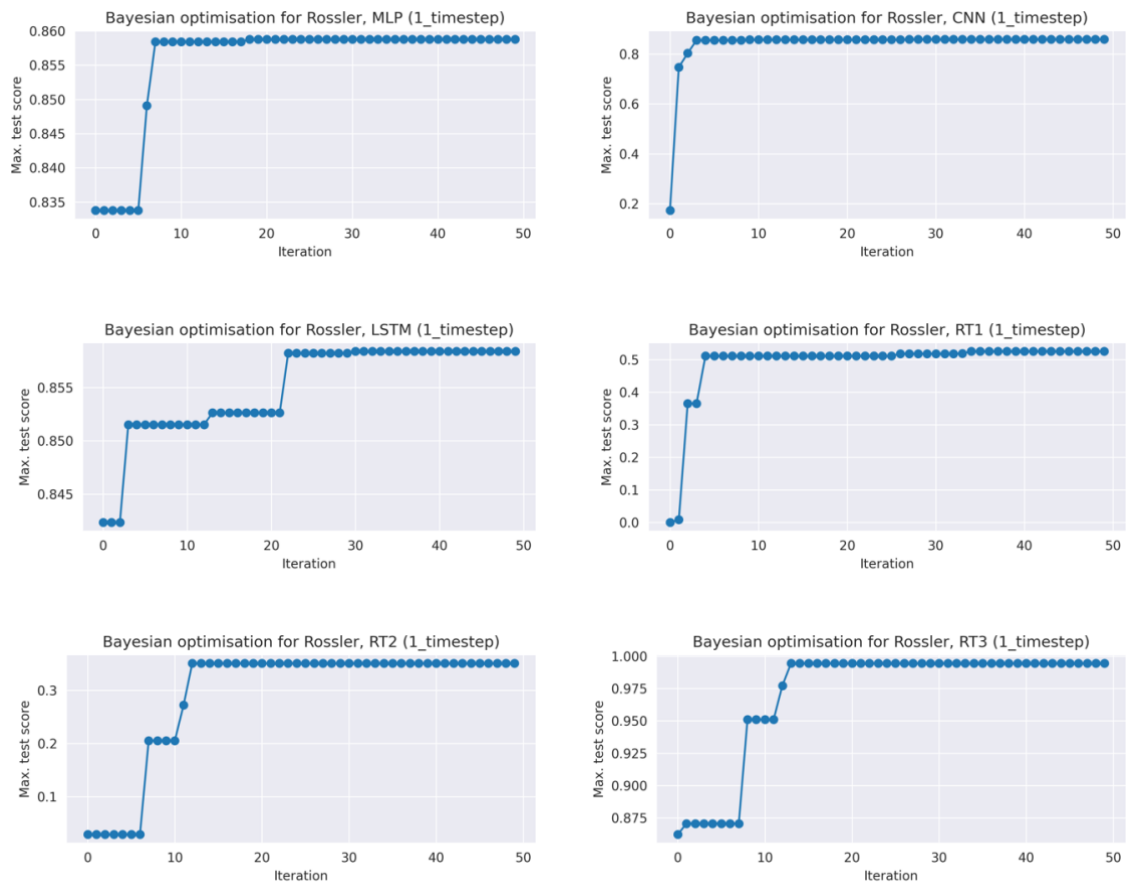 Bayesian optimisation for Rossler, MLP (1_timestep)
Max. test score
0.860
0.855
0.850
0.845
0.840
0.835
0 10 20 30 40 50
Iteration
Bayesian optimisation for Rossler, CNN (1_timestep)
Max. test score
0.8
0.6
0.4
0.2
0 10 20 30 40 50
Iteration
Bayesian optimisation for Rossler, LSTM (1_timestep)
Max. test score
0.855
0.850
0.845
0 10 20 30 40 50
Iteration
Bayesian optimisation for Rossler, RT1 (1_timestep)
Max. test score
0.5
0.4
0.3
0.2
0.1
0.0
0 10 20 30 40 50
Iteration
Bayesian optimisation for Rossler, RT2 (1_timestep)
Max. test score
0.3
0.2
0.1
0 10 20 30 40 50
Iteration
Bayesian optimisation for Rossler, RT3 (1_timestep)
Max. test score
1.000
0.975
0.950
0.925
0.900
0.875
0 10 20 30 40 50
Iteration